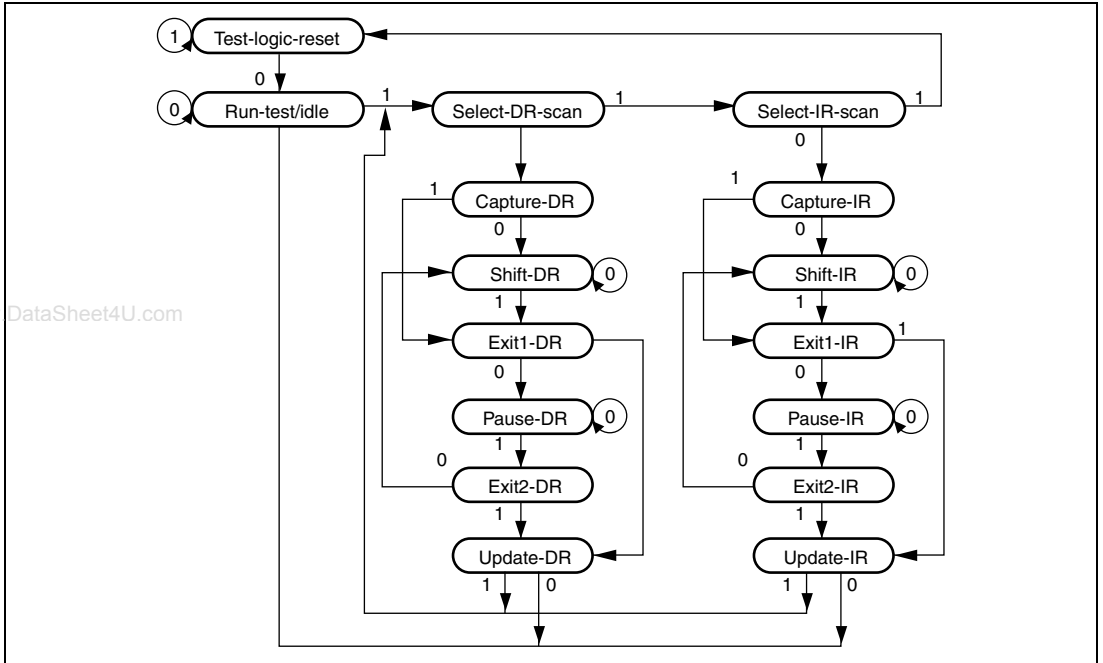 1 Test-logic-reset
0
0 Run-test/idle 1 Select-DR-scan 1 Select-IR-scan 1
0
1 Capture-DR 1 Capture-IR
0 0
Shift-DR 0 Shift-IR 0
1 1
DataSheet4U.com
Exit1-DR Exit1-IR 1
0 0
Pause-DR 0 Pause-IR 0
1 1
0 0
Exit2-DR Exit2-IR
1 1
Update-DR Update-IR
1 0 1 0